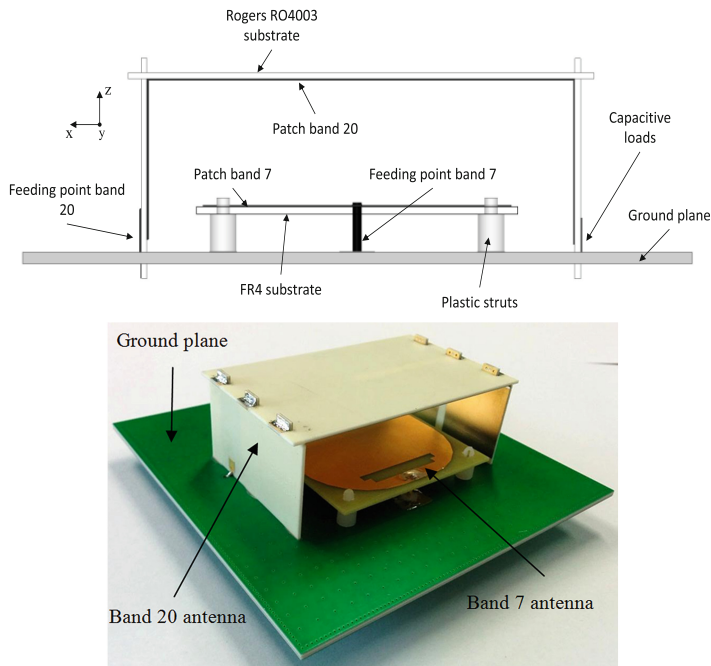 Rogers RO4003
substrate
z
x
y
Patch band 20
Capacitive
loads
Patch band 7
Feeding point band 7
Feeding point band
20
Ground plane
FR4 substrate
Plastic struts
Ground plane
Band 20 antenna
Band 7 antenna